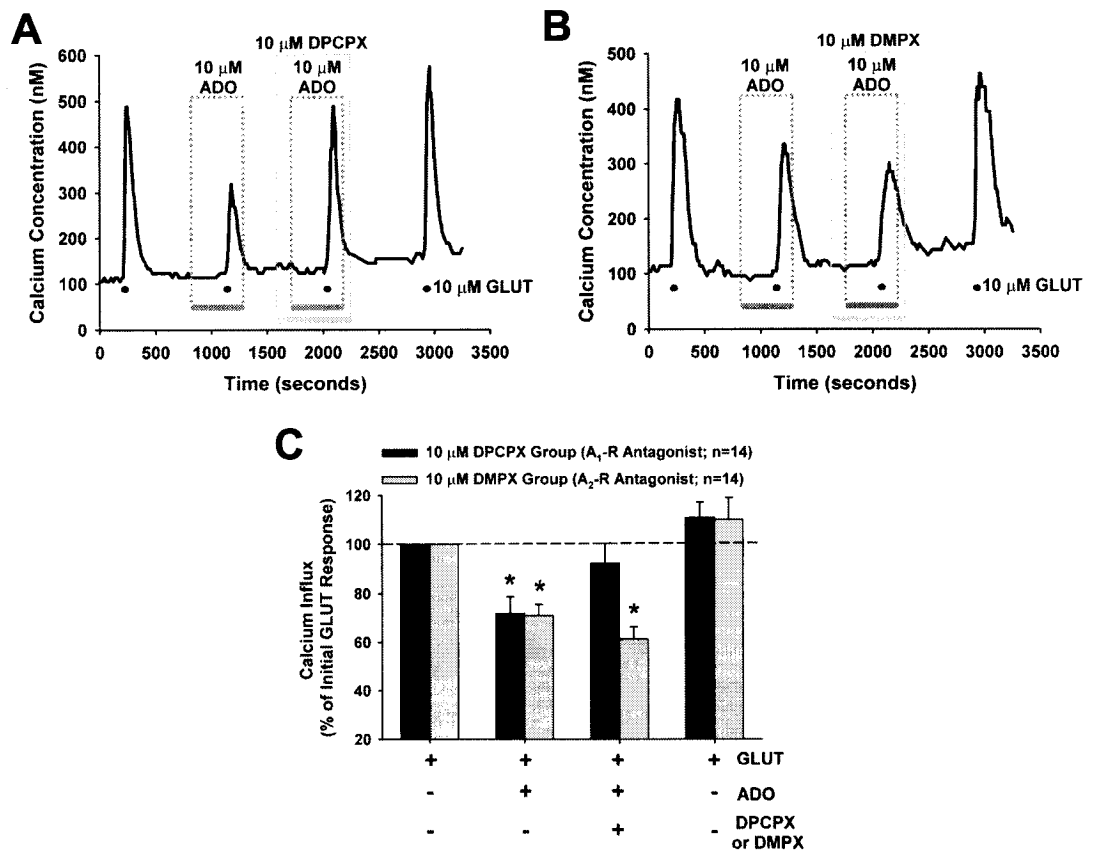 A
10 μM DPCPX
10 μM
ADO
10 μM
ADO
600
500
400
300
200
100
0
Calcium Concentration (nM)
10 μM GLUT
0 500 1000 1500 2000 2500 3000 3500
Time (seconds)
B
10 μM DMPX
10 μM
ADO
10 μM
ADO
500
400
300
200
100
0
Calcium Concentration (nM)
10 μM GLUT
0 500 1000 1500 2000 2500 3000 3500
Time (seconds)
C
10 μM DPCPX Group (A₁-R Antagonist; n=14)
10 μM DMPX Group (A₂-R Antagonist; n=14)
120
100
80
60
40
20
Calcium Influx
(% of Initial GLUT Response)
* * *
+ + + + GLUT
- + + - ADO
- - + - DPCPX
or DMPX